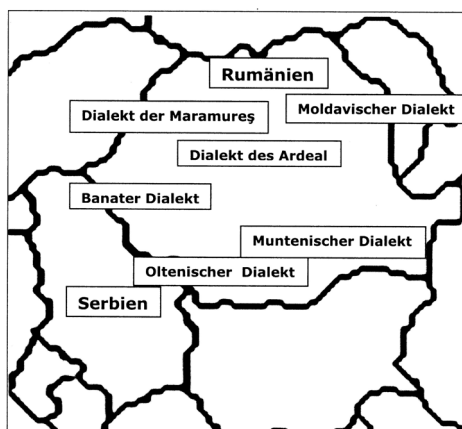 Rumänien
Moldavischer Dialekt
Dialekt der Maramureş
Dialekt des Ardeal
Banater Dialekt
Muntenischer Dialekt
Oltenischer Dialekt
Serbien